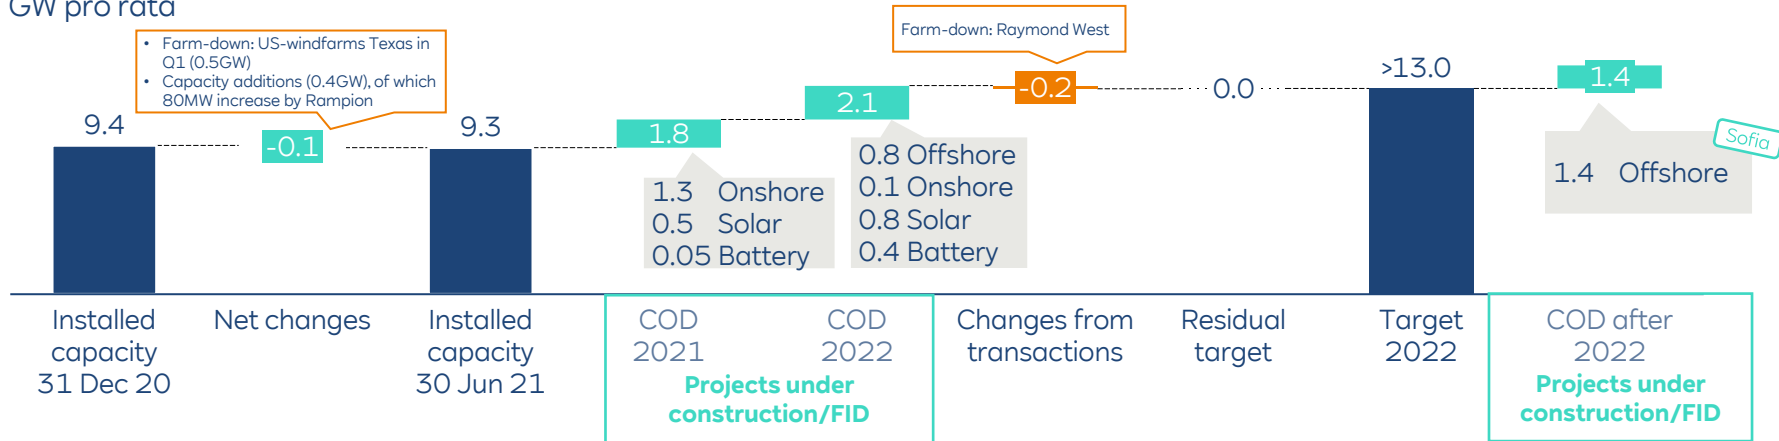 GW pro rata
• Farm-down: US-windfarms Texas in
Q1 (0.5GW)
• Capacity additions (0.4GW), of which
80MW increase by Rampion
Farm-down: Raymond West
9.4
-0.1
9.3
1.8
2.1
-0.2
0.0
>13.0
1.4
1.3 Onshore
0.5 Solar
0.05 Battery
0.8 Offshore
0.1 Onshore
0.8 Solar
0.4 Battery
Sofia
1.4 Offshore
Installed
capacity
31 Dec 20
Net changes
Installed
capacity
30 Jun 21
COD
2021
COD
2022
Projects under
construction/FID
Changes from
transactions
Residual
target
Target
2022
COD after
2022
Projects under
construction/FID